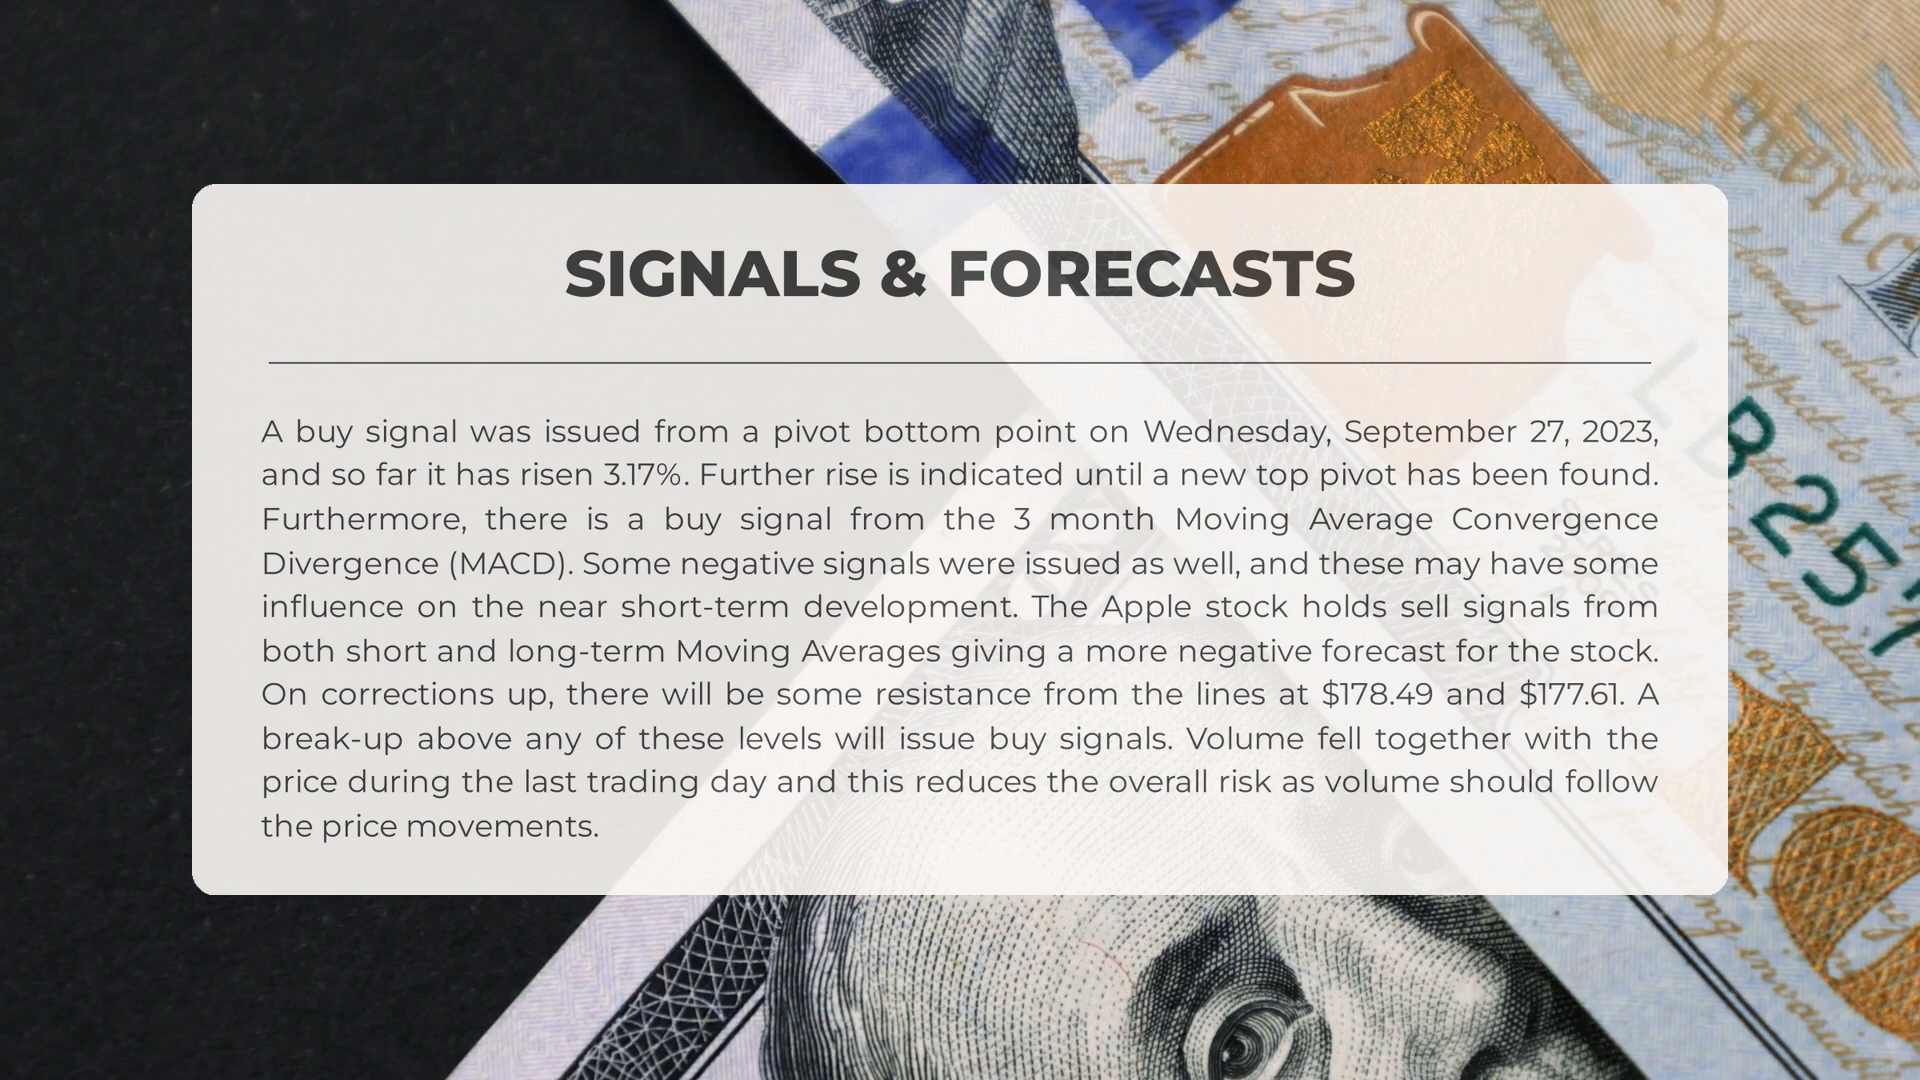 SIGNALS & FORECASTS
A buy signal was issued from a pivot bottom point on Wednesday, September 27, 2023,
and so far it has risen 3.17%. Further rise is indicated until a new top pivot has been found.
Furthermore, there is a buy signal from the 3 month Moving Average Convergence
Divergence (MACD). Some negative signals were issued as well, and these may have some
influence on the near short-term development. The Apple stock holds sell signals from
both short and long-term Moving Averages giving a more negative forecast for the stock.
On corrections up, there will be some resistance from the lines at $178.49 and $177.61. A
break-up above any of these levels will issue buy signals. Volume fell together with the
price during the last trading day and this reduces the overall risk as volume should follow
the price movements.
LB257